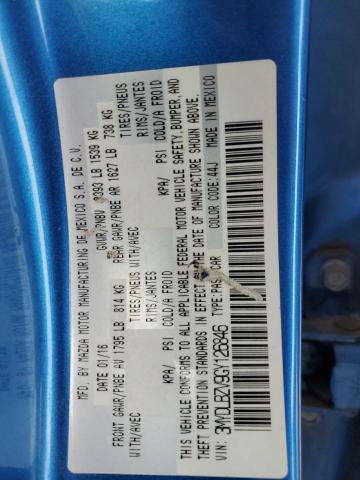 MFD. BY MAZDA MOTOR MANUFACTURING DE MEXICO S.A. DE C.V.
DATE 01/16 GVWR/PNBV 3393 LB 1539 KG
FRONT GAWR/PNBE AV 1795 LB 814 KG REAR GAWR/PNBE AR 1627 LB 738 KG
WITH/AVEC TIRES/PNEUS WITH/AVEC TIRES/PNEUS
RIMS/JANTES RIMS/JANTES
KPA/ PSI COLD/A FROID KPA/ PSI COLD/A FROID
THIS VEHICLE CONFORMS TO ALL APPLICABLE FEDERAL MOTOR VEHICLE SAFETY, BUMPER, AND
THEFT PREVENTION STANDARDS IN EFFECT ON THE DATE OF MANUFACTURE SHOWN ABOVE.
VIN: 3MYDLBZV9GY126846 TYPE: PAS. CAR COLOR CODE: 44J MADE IN MEXICO